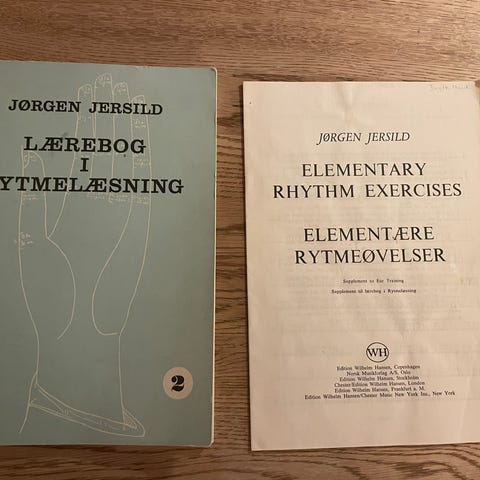 JØRGEN JERSILD
LÆREBOG
I
YTMELÆSNING
2
JØRGEN JERSILD
ELEMENTARY
RHYTHM EXERCISES
ELEMENTÆRE
RYTMEØVELSER
Supplement to Ear Training
Supplement til lærebog i Rytmelæsning
WH
Edition Wilhelm Hansen, Copenhagen
Norsk Musikforlag A/S, Oslo
Edition Wilhelm Hansen, Stockholm
Chester/Edition Wilhelm Hansen, London
Edition Wilhelm Hansen, Frankfurt a. M.
Edition Wilhelm Hansen/Chester Music New York Inc., New York